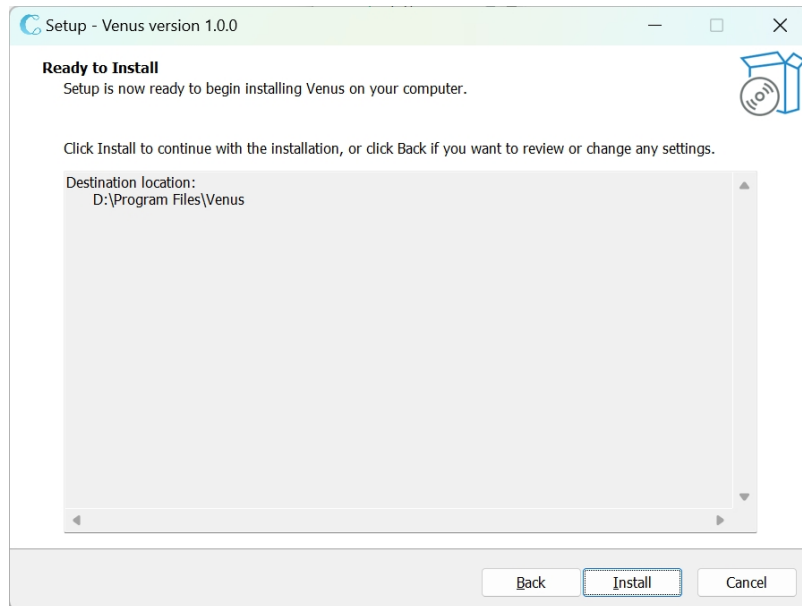 Setup - Venus version 1.0.0
Ready to Install
Setup is now ready to begin installing Venus on your computer.
Click Install to continue with the installation, or click Back if you want to review or change any settings.
Destination location:
D:\Program Files\Venus
Back
Install
Cancel